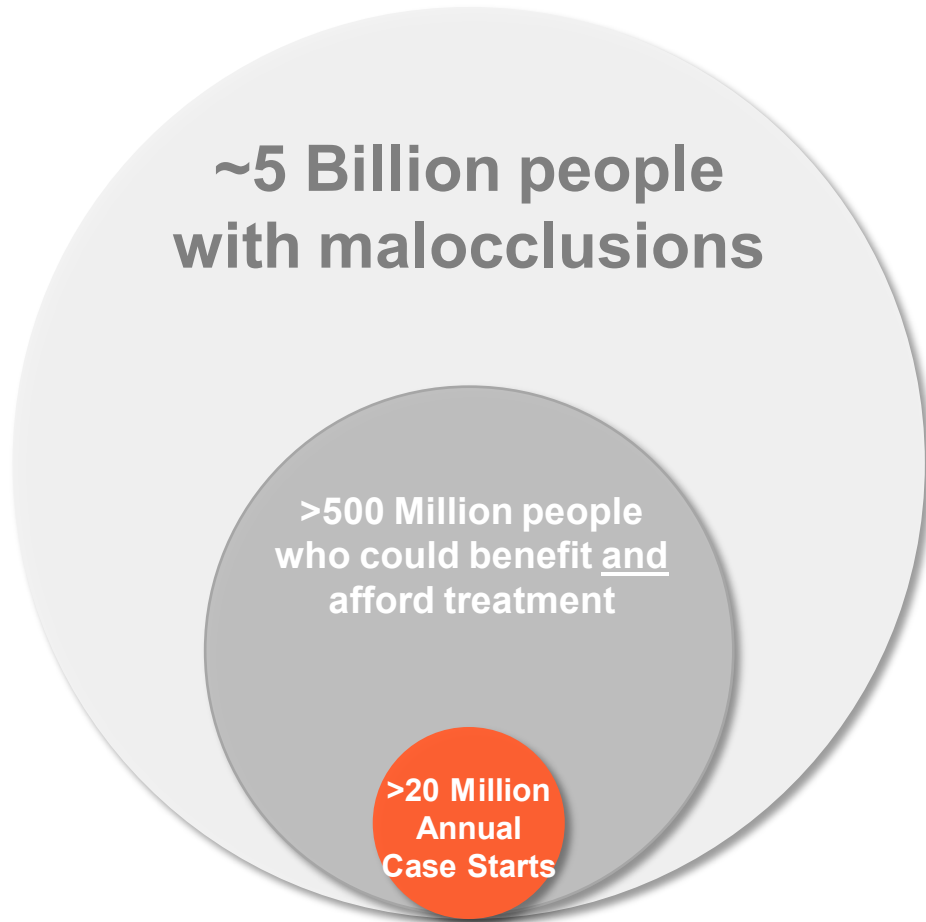 ~5 Billion people
with malocclusions
>500 Million people
who could benefit and
afford treatment
>20 Million
Annual
Case Starts